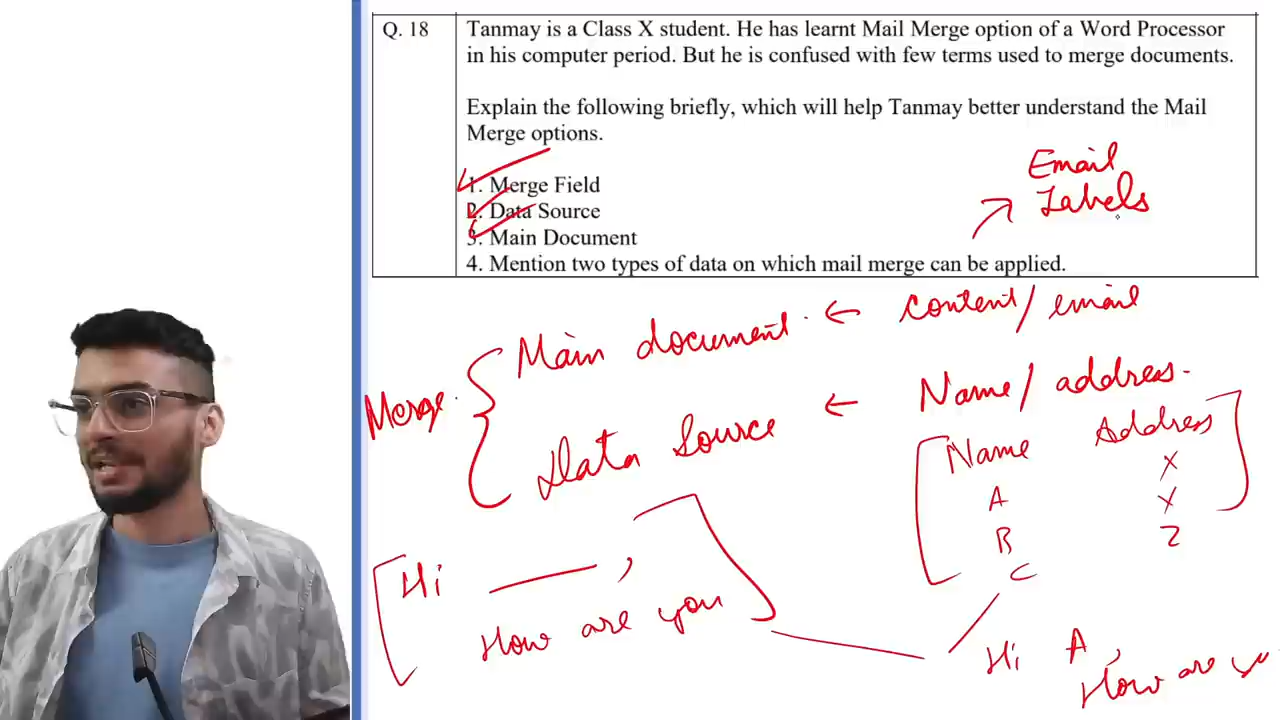 Q. 18
Tanmay is a Class X student. He has learnt Mail Merge option of a Word Processor
in his computer period. But he is confused with few terms used to merge documents.
Explain the following briefly, which will help Tanmay better understand the Mail
Merge options.
1. Merge Field
2. Data Source
3. Main Document
4. Mention two types of data on which mail merge can be applied.
Email
Labels
Merge
Main document ← content/email
Data Source ← Name/address
Name Address
A X
B Y
C Z
Hi ,
How are you
Hi A,
How are